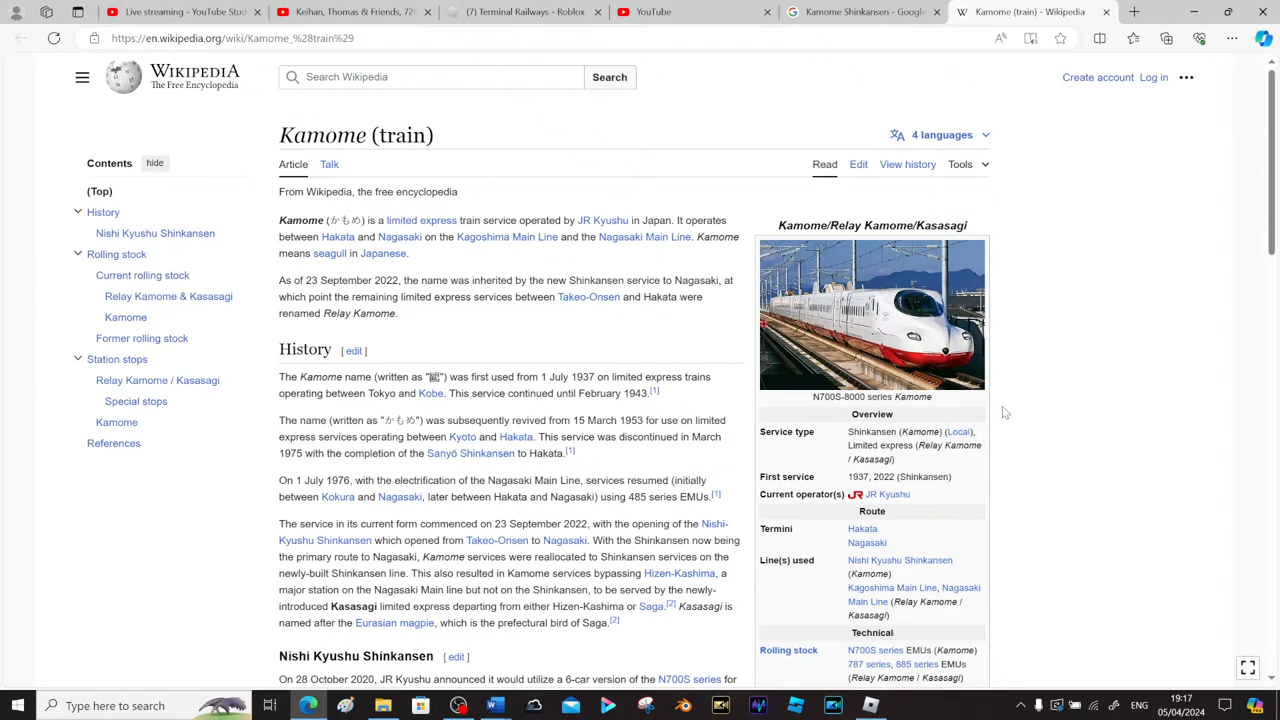 YouTube Stud
Keihan, Thomas & Friends, 720
(7) Terminal Railways - Roblox
YouTube
Kamome Shinkansen - Google S
Kamome (train) - Wikipedia
https://en.wikipedia.org/wiki/Kamome_%28train%29
WIKIPEDIA
The Free Encyclopedia
Search Wikipedia
Search
Create account Log in
Kamome (train)
4 languages
Contents hide
Article Talk
Read Edit View history Tools
(Top)
History
Nishi Kyushu Shinkansen
Rolling stock
Current rolling stock
Relay Kamome & Kasasagi
Kamome
Former rolling stock
Station stops
Relay Kamome / Kasasagi
Special stops
Kamome
References
From Wikipedia, the free encyclopedia
Kamome (かもめ) is a limited express train service operated by JR Kyushu in Japan. It operates
between Hakata and Nagasaki on the Kagoshima Main Line and the Nagasaki Main Line. Kamome
means seagull in Japanese.
As of 23 September 2022, the name was inherited by the new Shinkansen service to Nagasaki, at
which point the remaining limited express services between Takeo-Onsen and Hakata were
renamed Relay Kamome.
History [ edit ]
The Kamome name (written as "鷗") was first used from 1 July 1937 on limited express trains
operating between Tokyo and Kobe. This service continued until February 1943.[1]
The name (written as "かもめ") was subsequently revived from 15 March 1953 for use on limited
express services operating between Kyoto and Hakata. This service was discontinued in March
1975 with the completion of the Sanyō Shinkansen to Hakata.[1]
On 1 July 1976, with the electrification of the Nagasaki Main Line, services resumed (initially
between Kokura and Nagasaki, later between Hakata and Nagasaki) using 485 series EMUs.[1]
The service in its current form commenced on 23 September 2022, with the opening of the Nishi-
Kyushu Shinkansen which opened from Takeo-Onsen to Nagasaki. With the Shinkansen now being
the primary route to Nagasaki, Kamome services were reallocated to Shinkansen services on the
newly-built Shinkansen line. This also resulted in Kamome services bypassing Hizen-Kashima, a
major station on the Nagasaki Main line but not on the Shinkansen, to be served by the newly-
introduced Kasasagi limited express departing from either Hizen-Kashima or Saga.[2] Kasasagi is
named after the Eurasian magpie, which is the prefectural bird of Saga.[2]
Nishi Kyushu Shinkansen [ edit ]
On 28 October 2020, JR Kyushu announced it would utilize a 6-car version of the N700S series for
Kamome/Relay Kamome/Kasasagi
N700S-8000 series Kamome
Overview
Service type Shinkansen (Kamome) (Local),
Limited express (Relay Kamome
/ Kasasagi)
First service 1937, 2022 (Shinkansen)
Current operator(s) JR JR Kyushu
Route
Termini Hakata
Nagasaki
Line(s) used Nishi Kyushu Shinkansen
(Kamome)
Kagoshima Main Line, Nagasaki
Main Line (Relay Kamome /
Kasasagi)
Technical
Rolling stock N700S series EMUs (Kamome)
787 series, 885 series EMUs
(Relay Kamome / Kasasagi)
Type here to search
ENG
19:17
05/04/2024